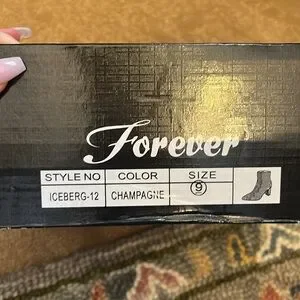 Forever
STYLE NO COLOR SIZE
ICEBERG-12 CHAMPAGNE 9